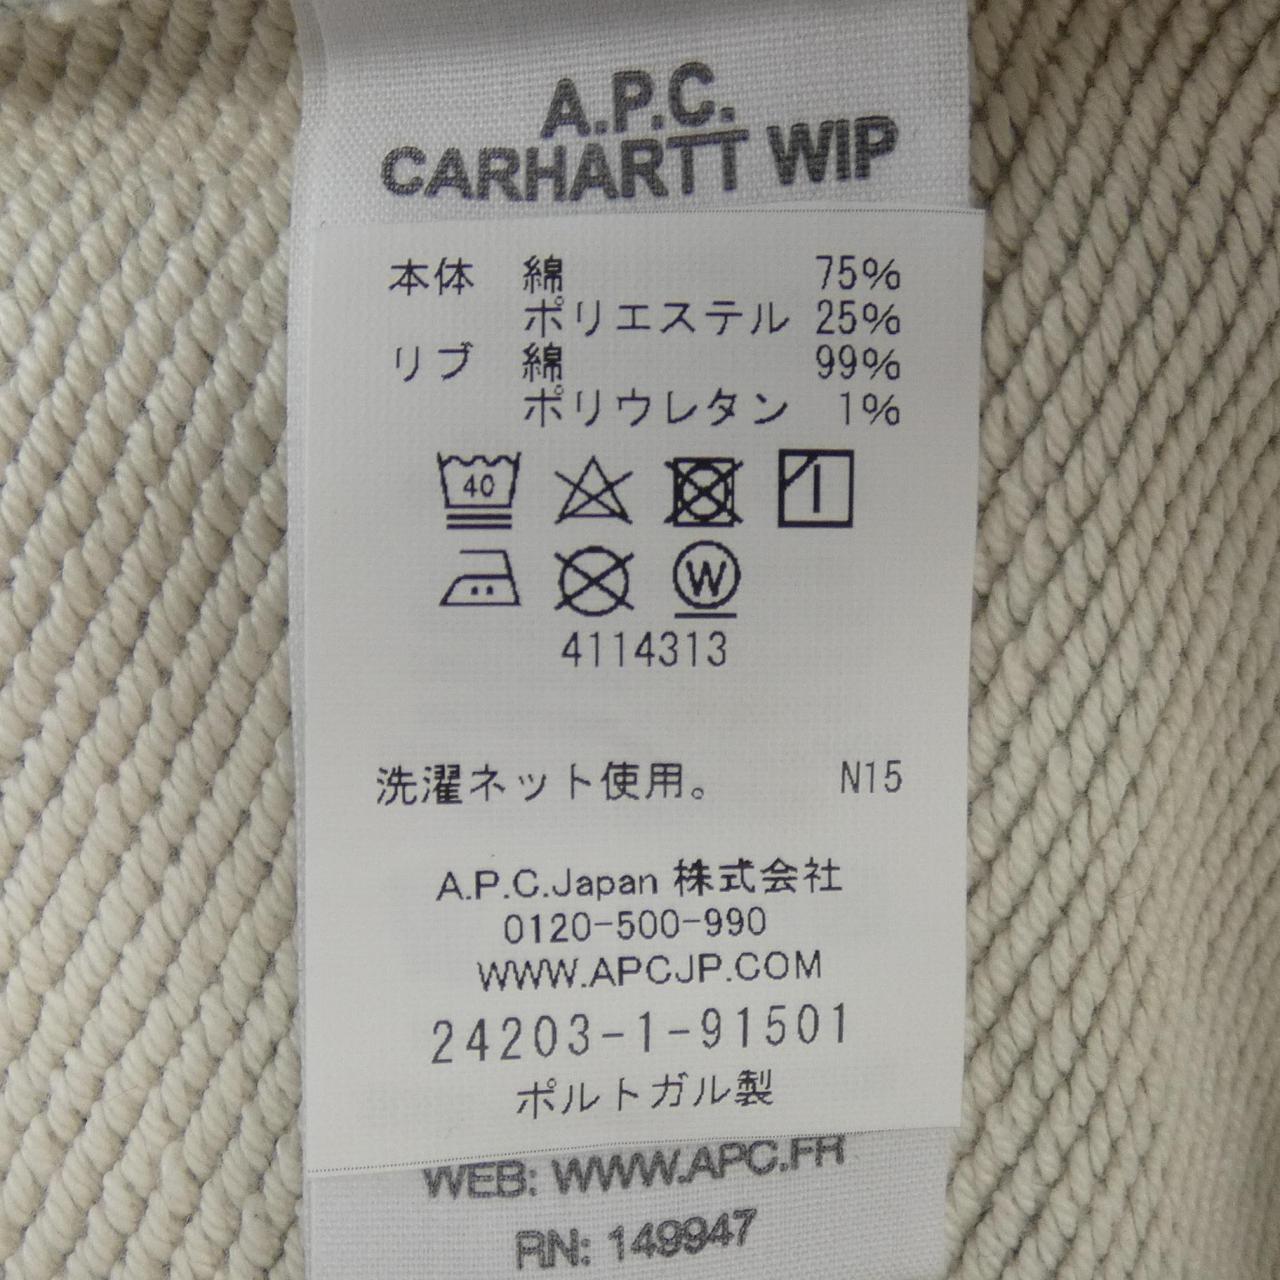 A.P.C.
CARHARTT WIP
本体 綿 75%
ポリエステル 25%
リブ 綿 99%
ポリウレタン 1%
40
W
4114313
洗濯ネット使用。 N15
A.P.C.Japan 株式会社
0120-500-990
WWW.APCJP.COM
24203-1-91501
ポルトガル製
WEB: WWW.APC.FR
RN: 149947